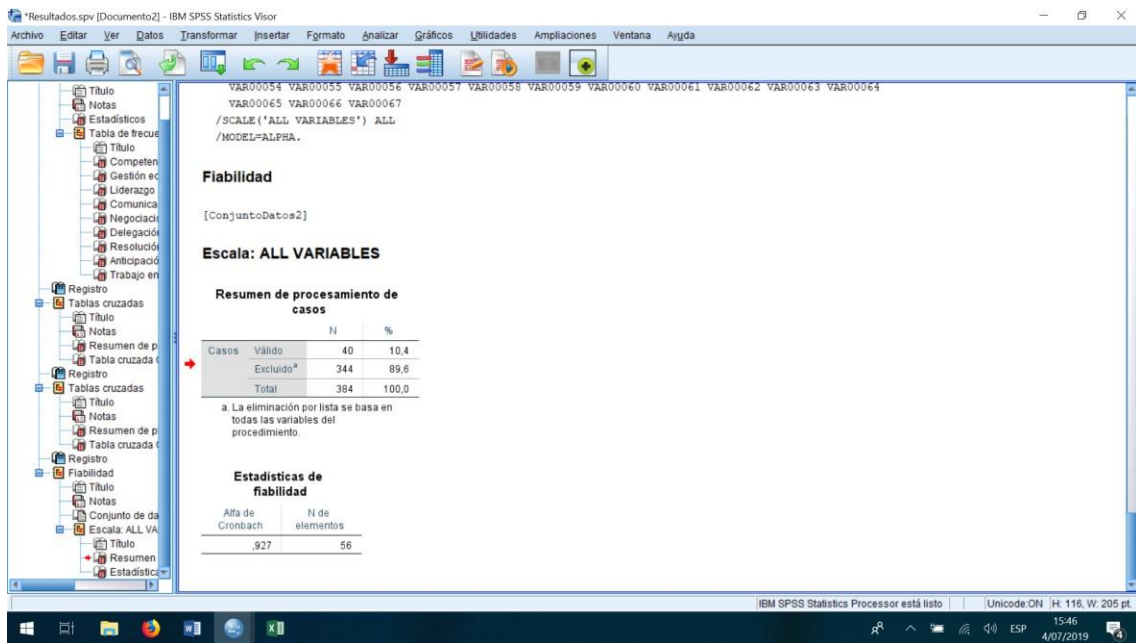 *Resultados.spv [Documento2] - IBM SPSS Statistics Visor
Archivo Editar Ver Datos Transformar Insertar Formato Analizar Gráficos Utilidades Ampliaciones Ventana Ayuda
Título
Notas
Estadísticos
Tabla de frecue
Título
Competen
Gestión ec
Liderazgo
Comunica
Negociació
Delegación
Resolución
Anticipació
Trabajo en
Registro
Tablas cruzadas
Título
Notas
Resumen de p
Tabla cruzada
Registro
Tablas cruzadas
Título
Notas
Resumen de p
Tabla cruzada
Registro
Fiabilidad
Título
Notas
Conjunto de da
Escala: ALL VA
Título
Resumen
Estadística
VAR00054 VAR00055 VAR00056 VAR00057 VAR00058 VAR00059 VAR00060 VAR00061 VAR00062 VAR00063 VAR00064
VAR00065 VAR00066 VAR00067
/SCALE('ALL VARIABLES') ALL
/MODEL=ALPHA.
Fiabilidad
[ConjuntoDatos2]
Escala: ALL VARIABLES
Resumen de procesamiento de
casos
N %
Casos Válido 40 10,4
Excluido a 344 89,6
Total 384 100,0
a. La eliminación por lista se basa en
todas las variables del
procedimiento.
Estadísticas de
fiabilidad
Alfa de N de
Cronbach elementos
,927 56
IBM SPSS Statistics Processor está listo Unicode:ON H: 116, W: 205 pt.
ESP 15:46
4/07/2019